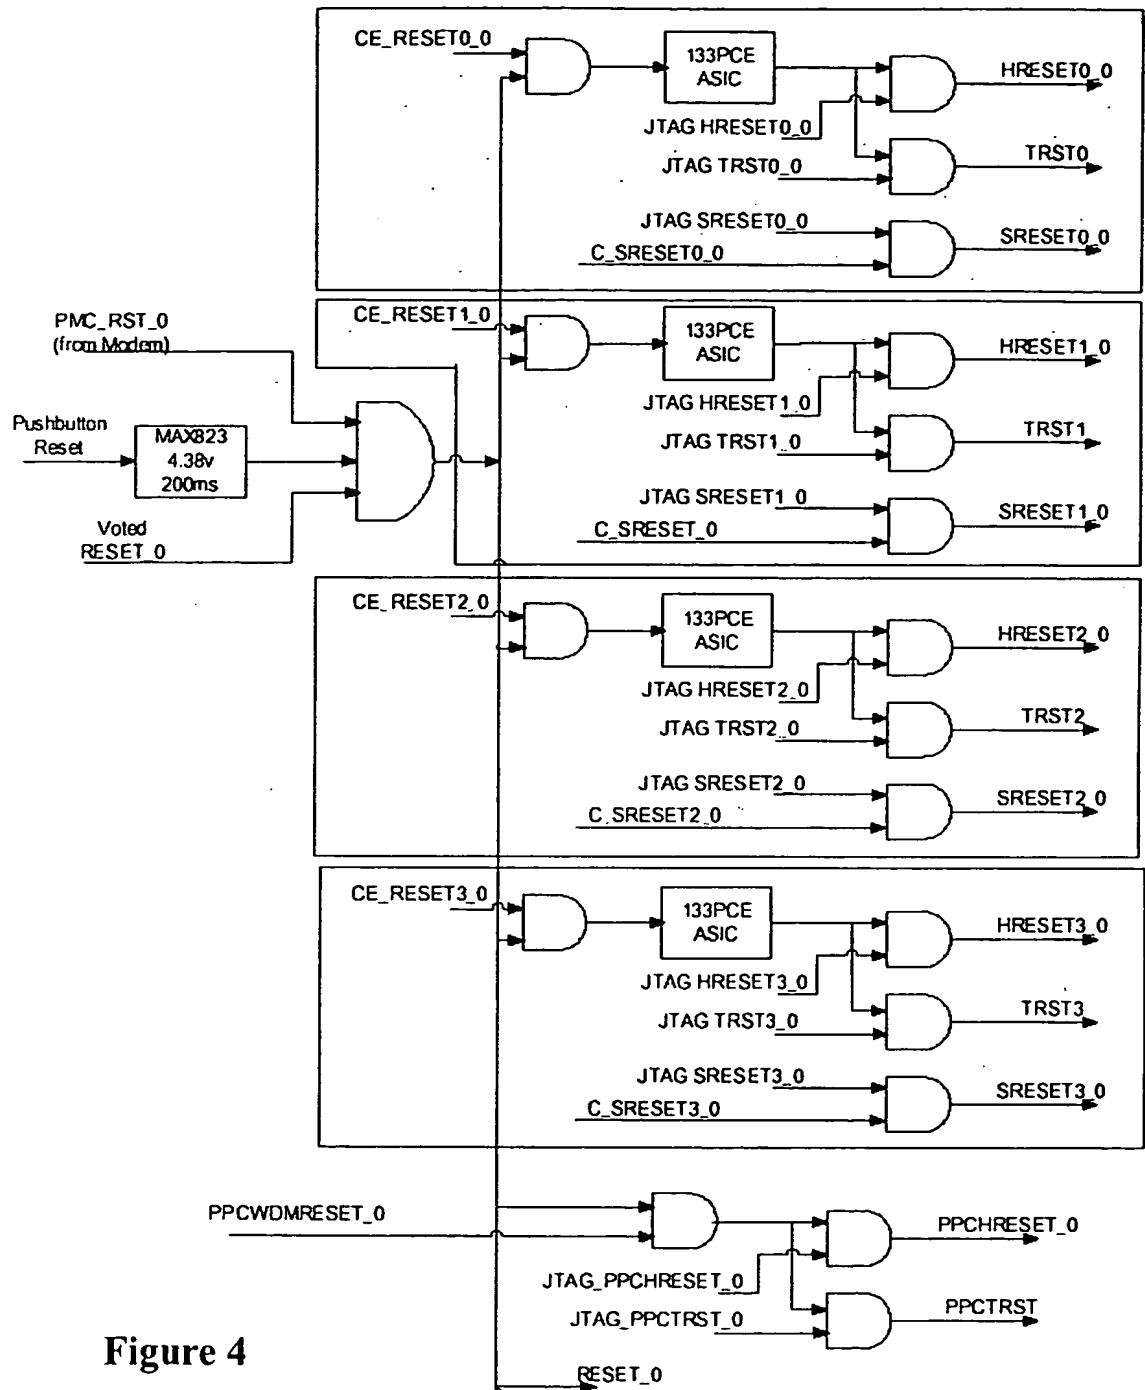 CE_RESET0_0
133PCE
ASIC
HRESET0_0
JTAG HRESET0_0
JTAG TRST0_0
TRST0
JTAG SRESET0_0
C_SRESET0_0
SRESET0_0
PMC_RST_0
(from Modem)
Pushbutton
Reset
MAX823
4.38v
200ms
Voted
RESET_0
CE_RESET1_0
133PCE
ASIC
HRESET1_0
JTAG HRESET1_0
JTAG TRST1_0
TRST1
JTAG SRESET1_0
C_SRESET_0
SRESET1_0
CE_RESET2_0
133PCE
ASIC
HRESET2_0
JTAG HRESET2_0
JTAG TRST2_0
TRST2
JTAG SRESET2_0
C_SRESET2_0
SRESET2_0
CE_RESET3_0
133PCE
ASIC
HRESET3_0
JTAG HRESET3_0
JTAG TRST3_0
TRST3
JTAG SRESET3_0
C_SRESET3_0
SRESET3_0
PPCWDMRESET_0
PPCHRESET_0
JTAG_PPCHRESET_0
JTAG_PPCTRST_0
PPCTRST
RESET_0
Figure 4